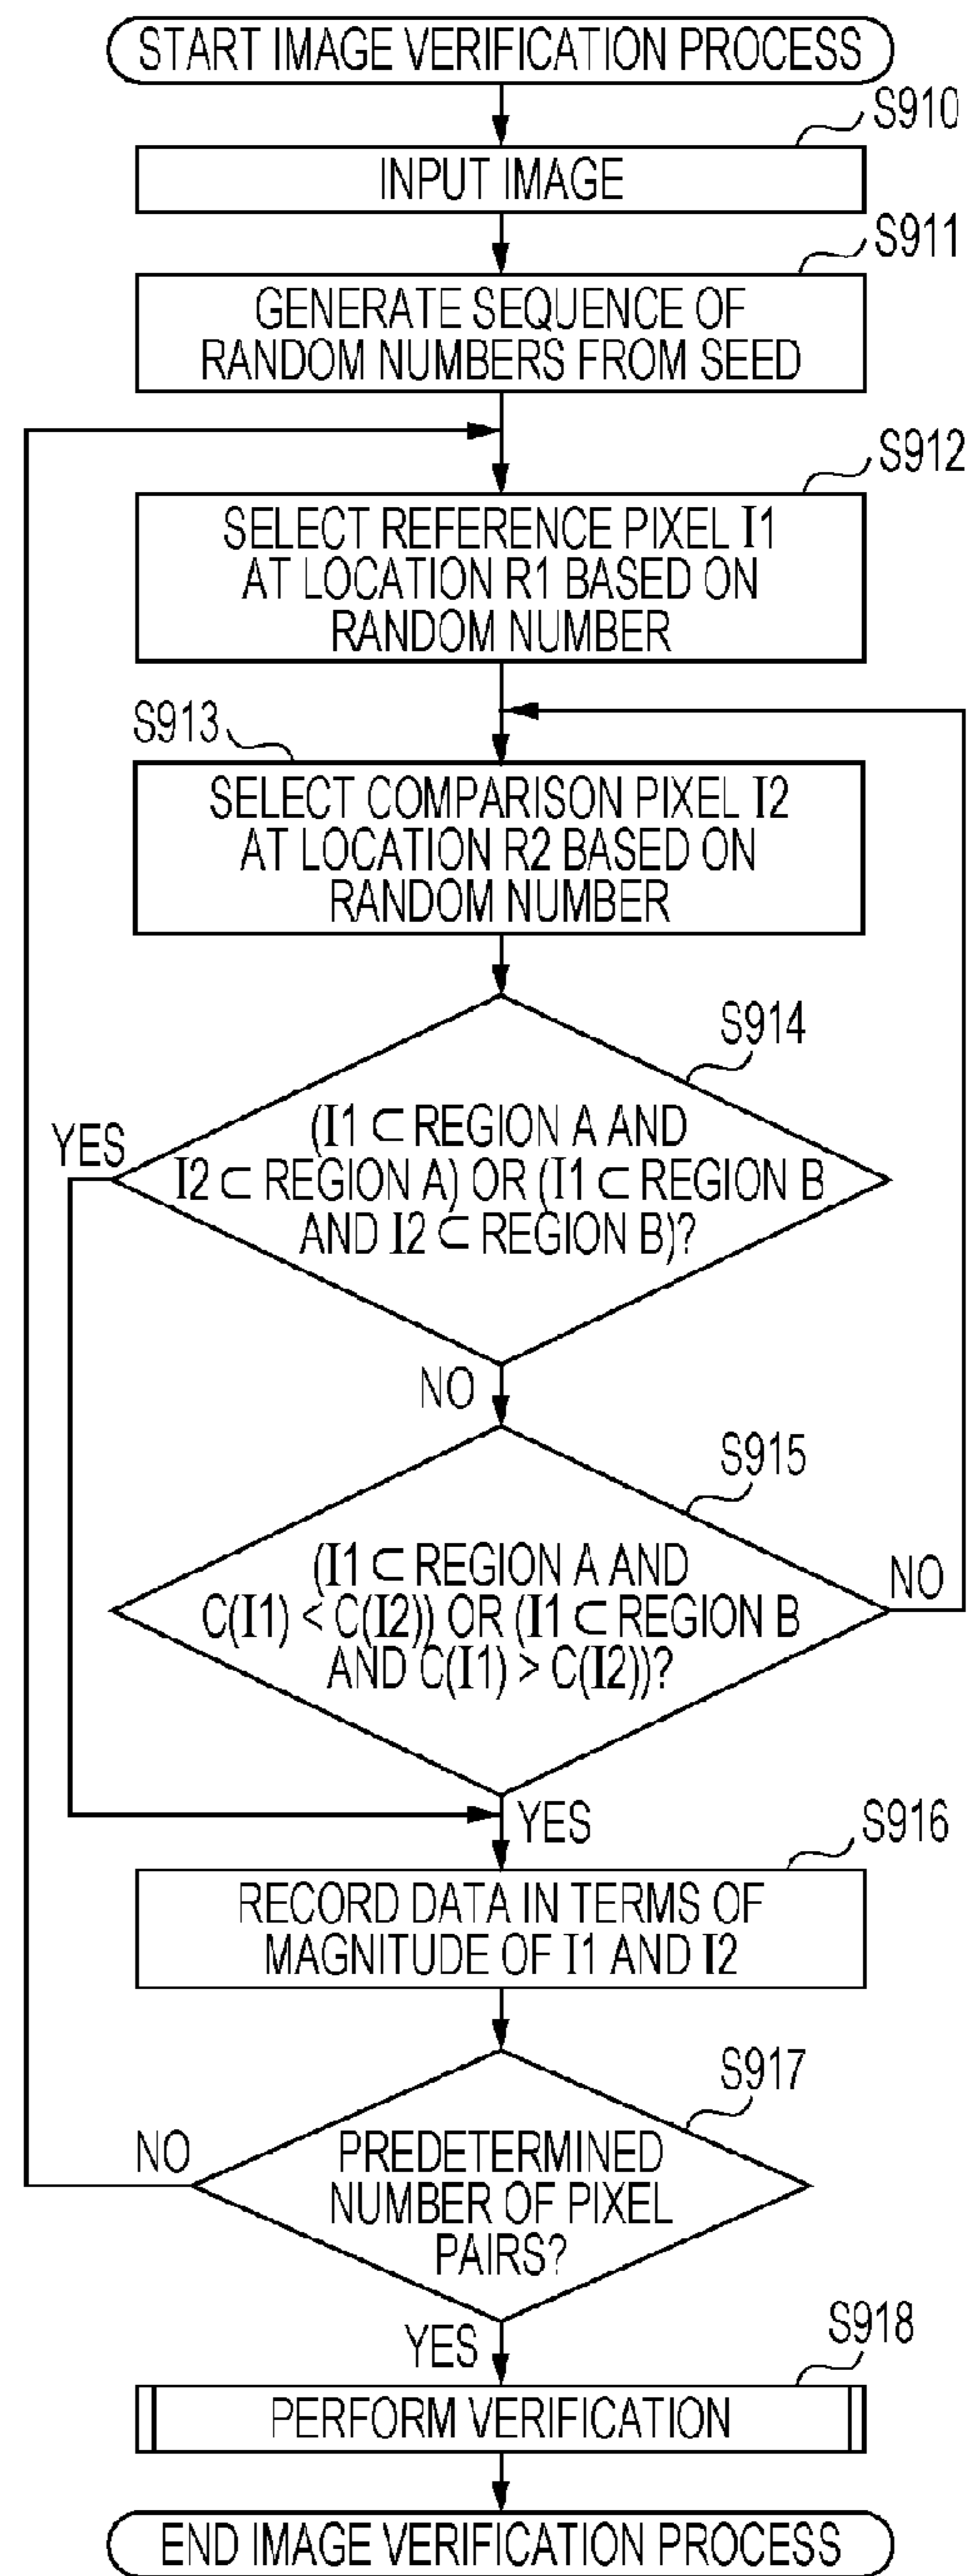 START IMAGE VERIFICATION PROCESS
S910
INPUT IMAGE
S911
GENERATE SEQUENCE OF
RANDOM NUMBERS FROM SEED
S912
SELECT REFERENCE PIXEL I1
AT LOCATION R1 BASED ON
RANDOM NUMBER
S913
SELECT COMPARISON PIXEL I2
AT LOCATION R2 BASED ON
RANDOM NUMBER
S914
(I1 ⊂ REGION A AND
I2 ⊂ REGION A) OR (I1 ⊂ REGION B
AND I2 ⊂ REGION B)?
YES
NO
S915
(I1 ⊂ REGION A AND
C(I1) < C(I2)) OR (I1 ⊂ REGION B
AND C(I1) > C(I2))?
NO
YES
S916
RECORD DATA IN TERMS OF
MAGNITUDE OF I1 AND I2
S917
PREDETERMINED
NUMBER OF PIXEL
PAIRS?
NO
YES
S918
PERFORM VERIFICATION
END IMAGE VERIFICATION PROCESS